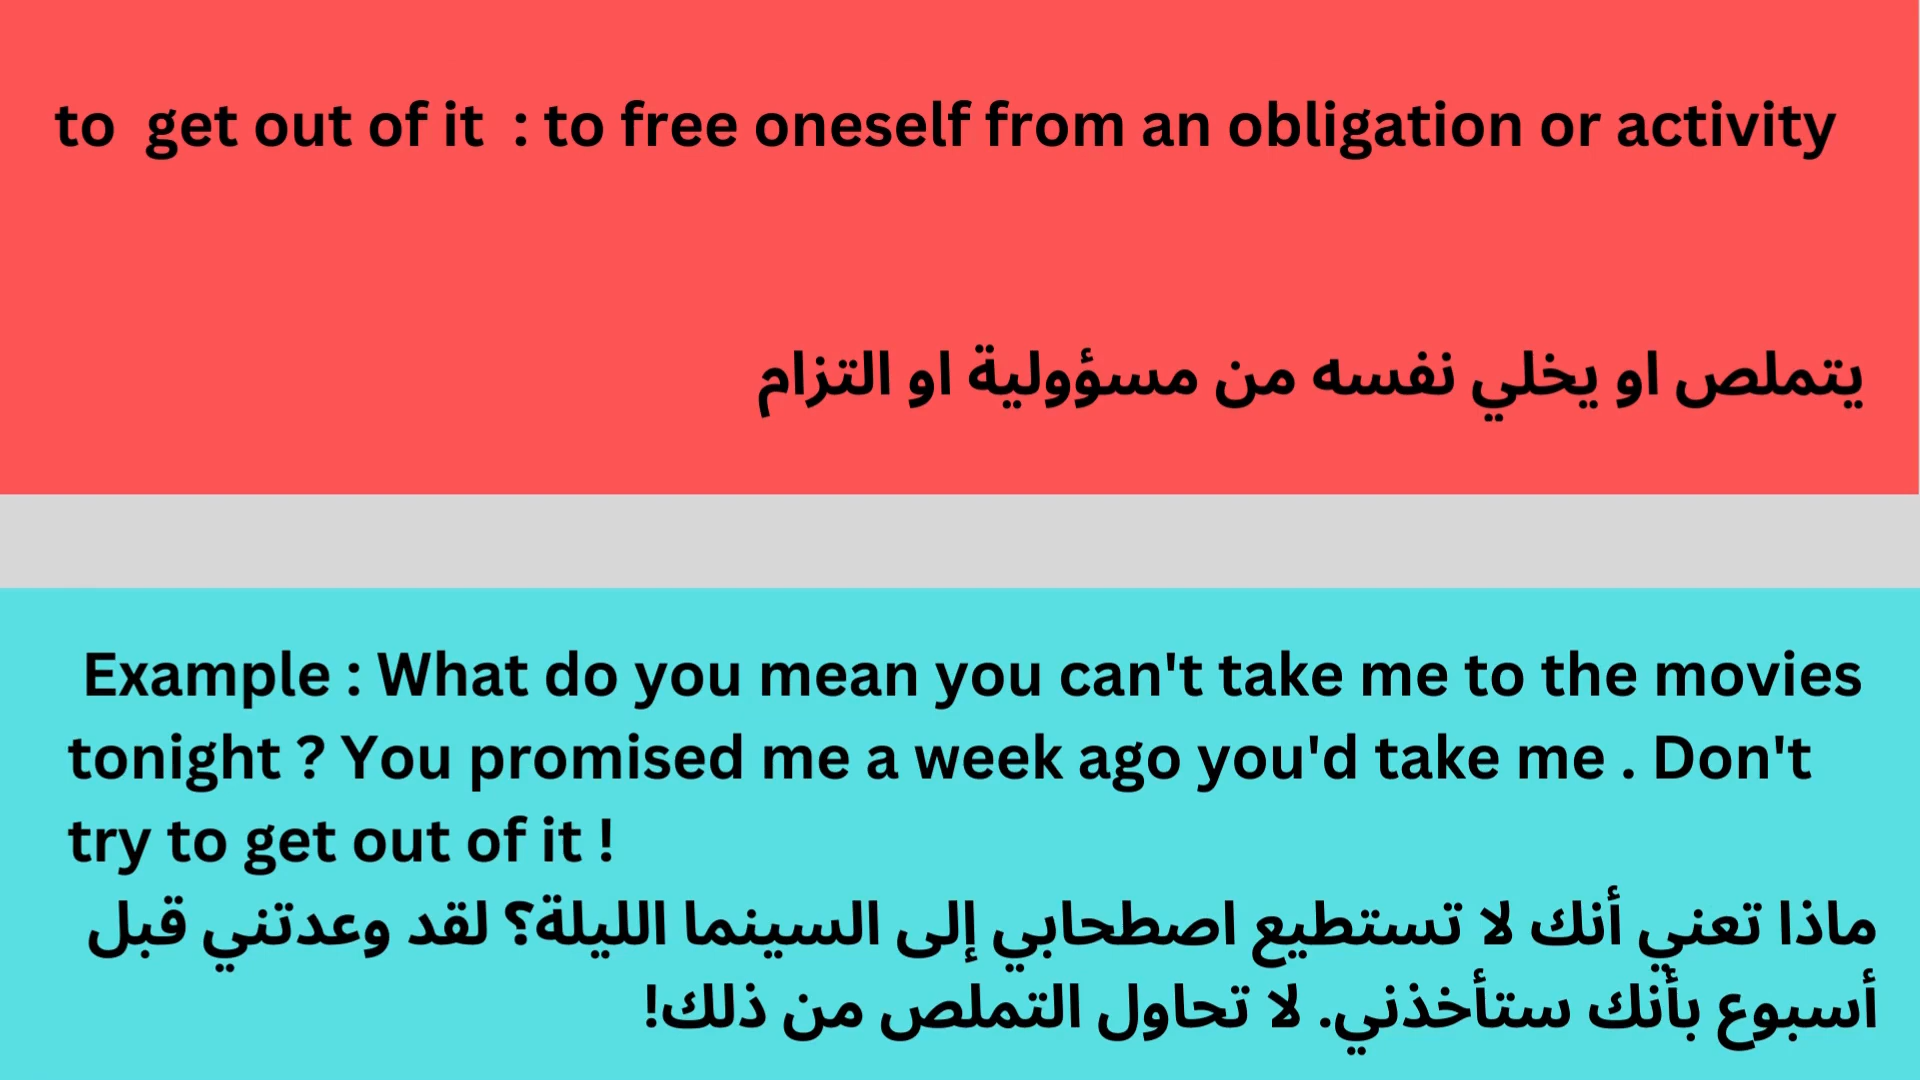 to  get out of it  : to free oneself from an obligation or activity
يتملص او يخلي نفسه من مسؤولية او التزام
Example : What do you mean you can't take me to the movies
tonight ? You promised me a week ago you'd take me . Don't
try to get out of it !
ماذا تعني أنك لا تستطيع اصطحابي إلى السينما الليلة؟ لقد وعدتني قبل
أسبوع بأنك ستأخذني. لا تحاول التملص من ذلك!